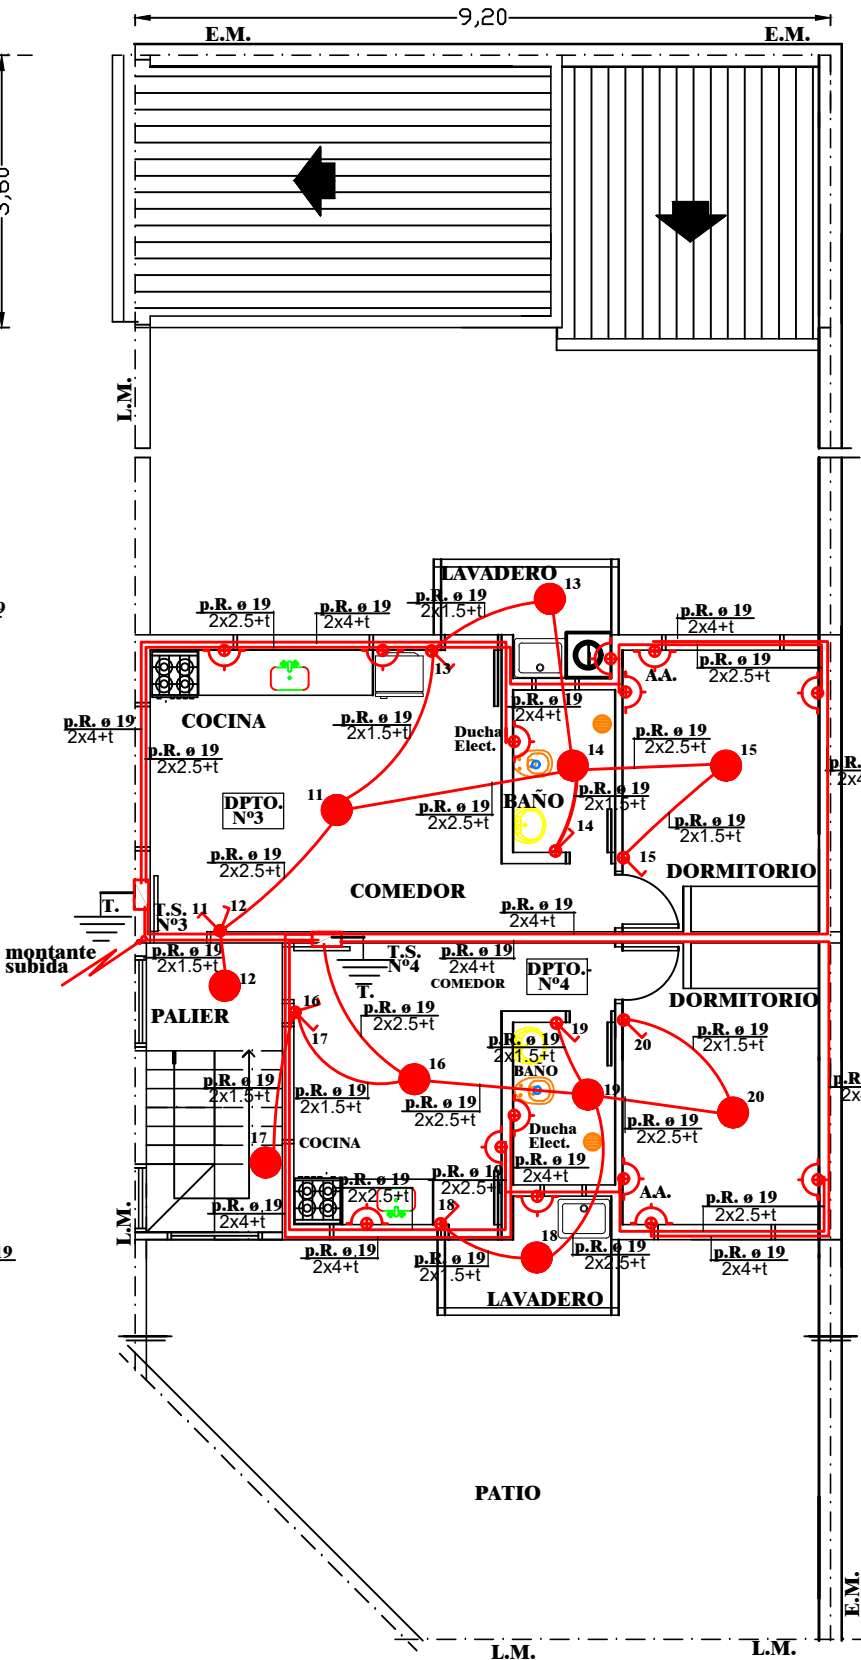 9,20
E.M.
E.M.
L.M.
LAVADERO
13
p.R. ø 19
2x1.5+t
p.R. ø 19
2x2.5+t
p.R. ø 19
2x4+t
p.R. ø 19
2x4+t
p.R. ø 19
2x2.5+t
A.A.
13
COCINA
p.R. ø 19
2x4+t
p.R. ø 19
2x2.5+t
p.R. ø 19
2x1.5+t
p.R. ø 19
2x4+t
Ducha
Elect.
p.R. ø 19
2x2.5+t
14
15
p.R. ø 19
2x1.5+t
11
DPTO.
Nº3
p.R. ø 19
2x2.5+t
BAÑO
14
p.R. ø 19
2x1.5+t
15
p.R. ø 19
2x2.5+t
DORMITORIO
COMEDOR
T.
T.S.
Nº3
11
12
p.R. ø 19
2x4+t
montante
subida
p.R. ø 19
2x1.5+t
T.S.
Nº4
p.R. ø 19
2x4+t
COMEDOR
DPTO.-
Nº4
12
T.
PALIER
16
17
p.R. ø 19
2x2.5+t
DORMITORIO
19
20
p.R. ø 19
2x1.5+t
BAÑO
p.R. ø 19
2x1.5+t
16
p.R. ø 19
2x1.5+t
p.R. ø 19
2x1.5+t
p.R. ø 19
2x2.5+t
19
20
p.R. ø 19
2x2.5+t
17
COCINA
Ducha
Elect.
p.R. ø 19
2x4+t
p.R. ø 19
2x2.5+t
p.R. ø 19
2x2.5+t
A.A.
p.R. ø 19
2x2.5+t
p.R. ø 19
2x4+t
18
L.M.
p.R. ø 19
2x4+t
p.R. ø 19
2x1.5+t
18
p.R. ø 19
2x2.5+t
p.R. ø 19
2x4+t
LAVADERO
PATIO
E.M.
L.M.
L.M.